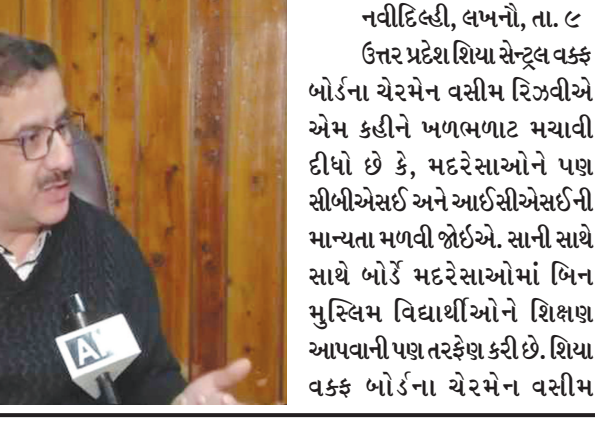 નવીદિલ્હી, લખનૌ, તા. ૯
ઉત્તર પ્રદેશ શિયા સેન્ટ્રલ વક્ફ
બોર્ડના ચેરમેન વસીમ રિઝવીએ
એમ કહીને ખળભળાટ મચાવી
દીધો છે કે, મદરેસાઓને પણ
સીબીએસઈ અને આઈસીએસઈની
માન્યતા મળવી જોઇએ. સાની સાથે
સાથે બોર્ડે મદરેસાઓમાં બિન
મુસ્લિમ વિદ્યાર્થીઓને શિક્ષણ
આપવાની પણ તરફેણ કરી છે. શિયા
વક્ફ બોર્ડના ચેરમેન વસીમ